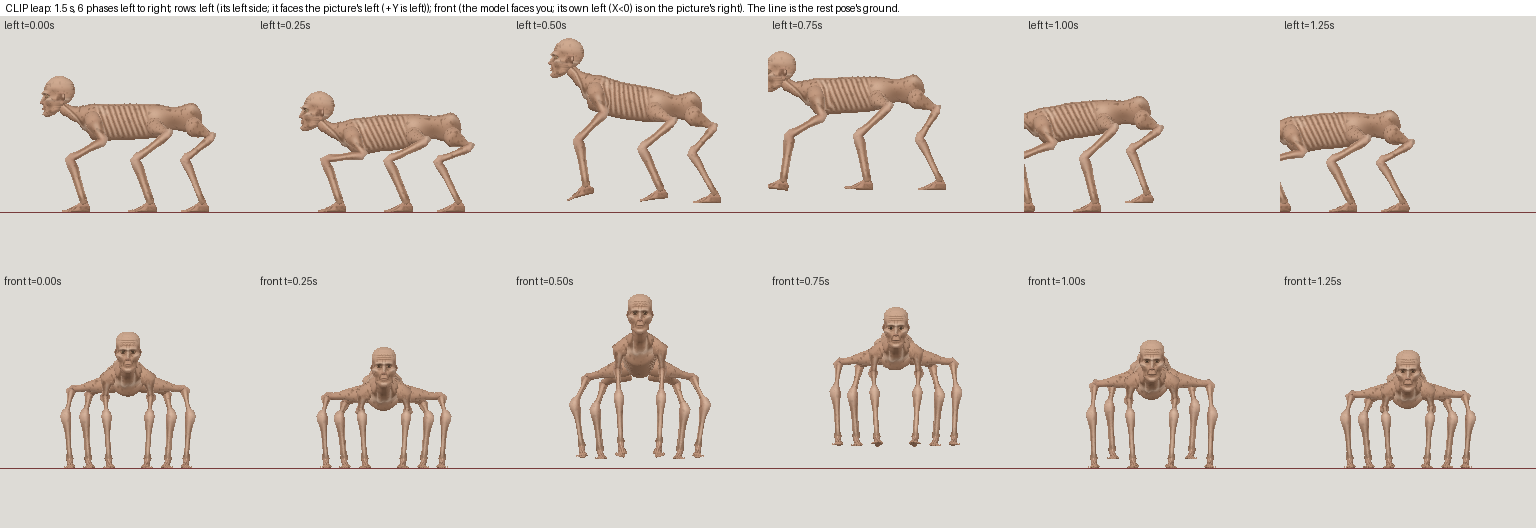 CLIP leap: 1.5 s, 6 phases left to right; rows: left (its left side; it faces the picture's left (+Y is left)); front (the model faces you; its own left (X<0) is on the picture's right). The line is the rest pose's ground.
left t=0.00s
left t=0.25s
left t=0.50s
left t=0.75s
left t=1.00s
left t=1.25s
front t=0.00s
front t=0.25s
front t=0.50s
front t=0.75s
front t=1.00s
front t=1.25s